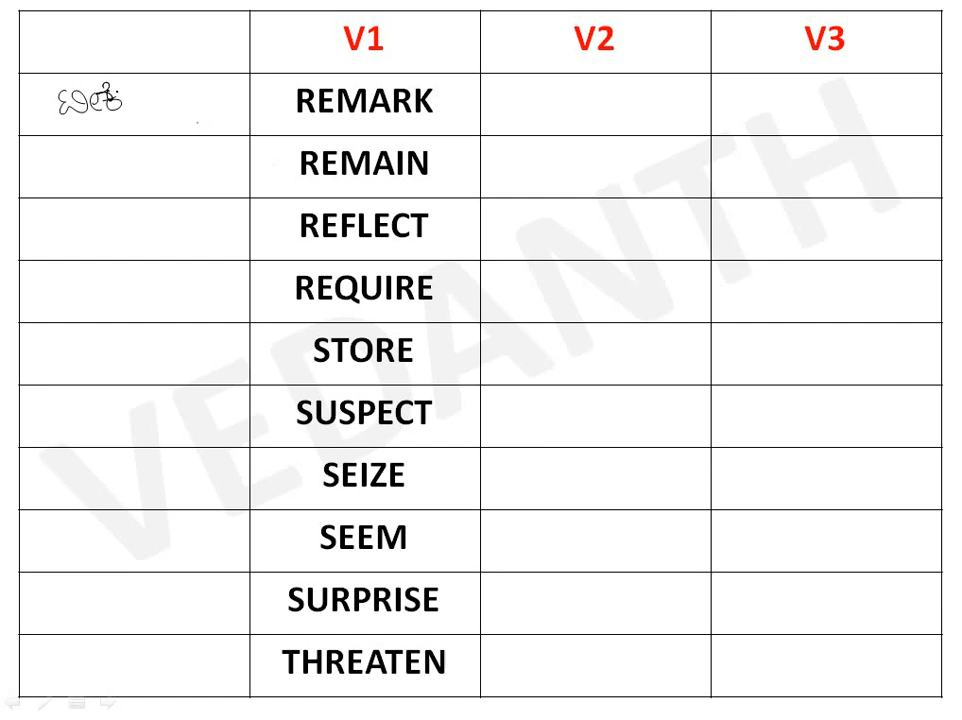 V1 V2 V3
REMARK
REMAIN
REFLECT
REQUIRE
STORE
SUSPECT
SEIZE
SEEM
SURPRISE
THREATEN
VEDANTH